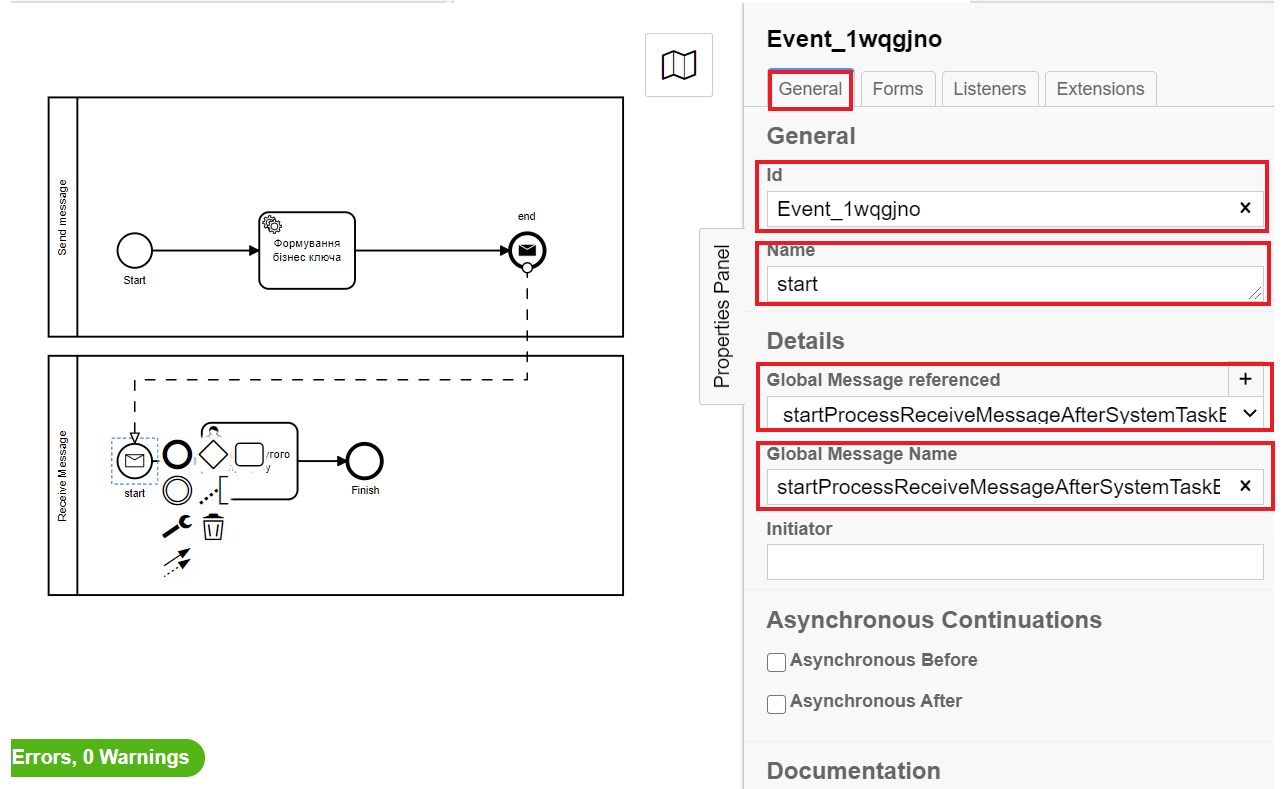 Send message
Start
Формування
бізнес ключа
end
Receive Message
start
ого
у
Finish
Errors, 0 Warnings
Properties Panel
Event_1wqgjno
General
Forms
Listeners
Extensions
General
Id
Event_1wqgjno
Name
start
Details
Global Message referenced
startProcessReceiveMessageAfterSystemTaskE
Global Message Name
startProcessReceiveMessageAfterSystemTaskE
Initiator
Asynchronous Continuations
Asynchronous Before
Asynchronous After
Documentation